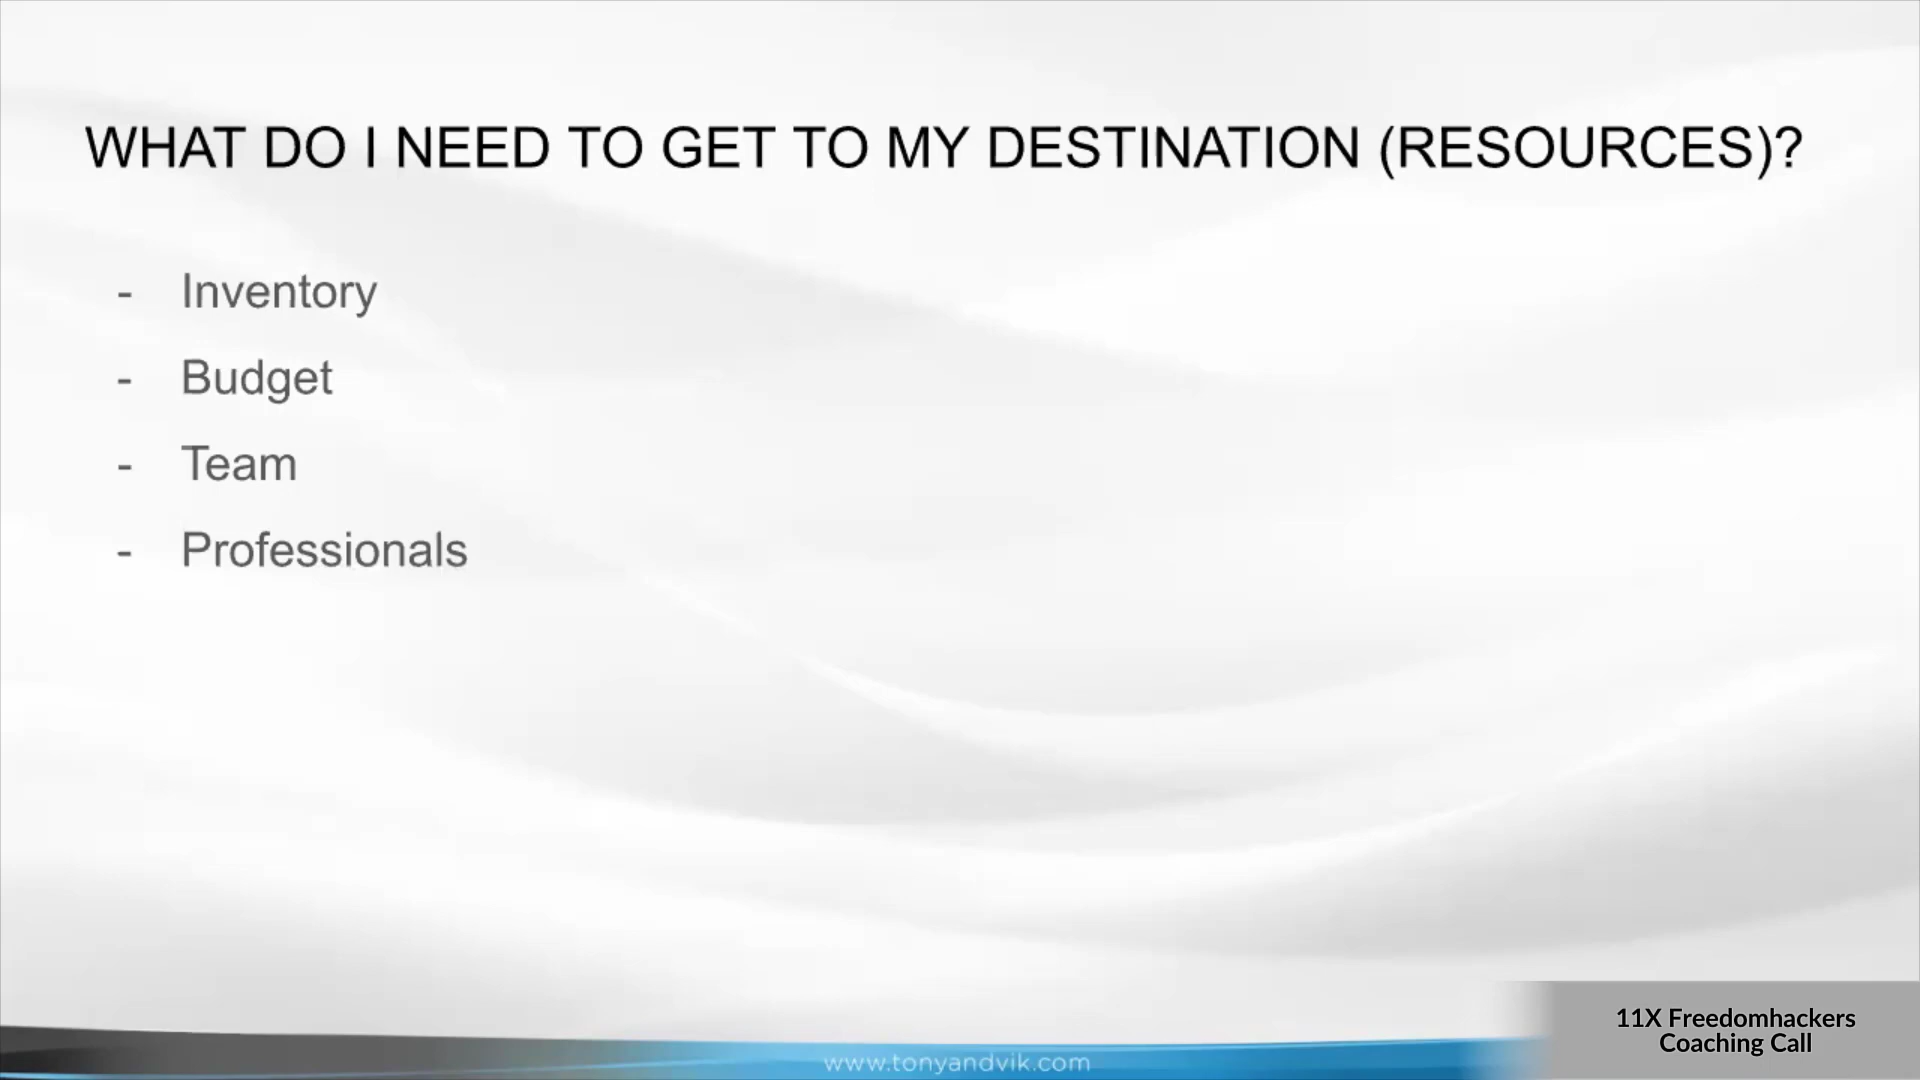 WHAT DO I NEED TO GET TO MY DESTINATION (RESOURCES)?
- Inventory
- Budget
- Team
- Professionals
www.tonyandvik.com
11X Freedomhackers
Coaching Call